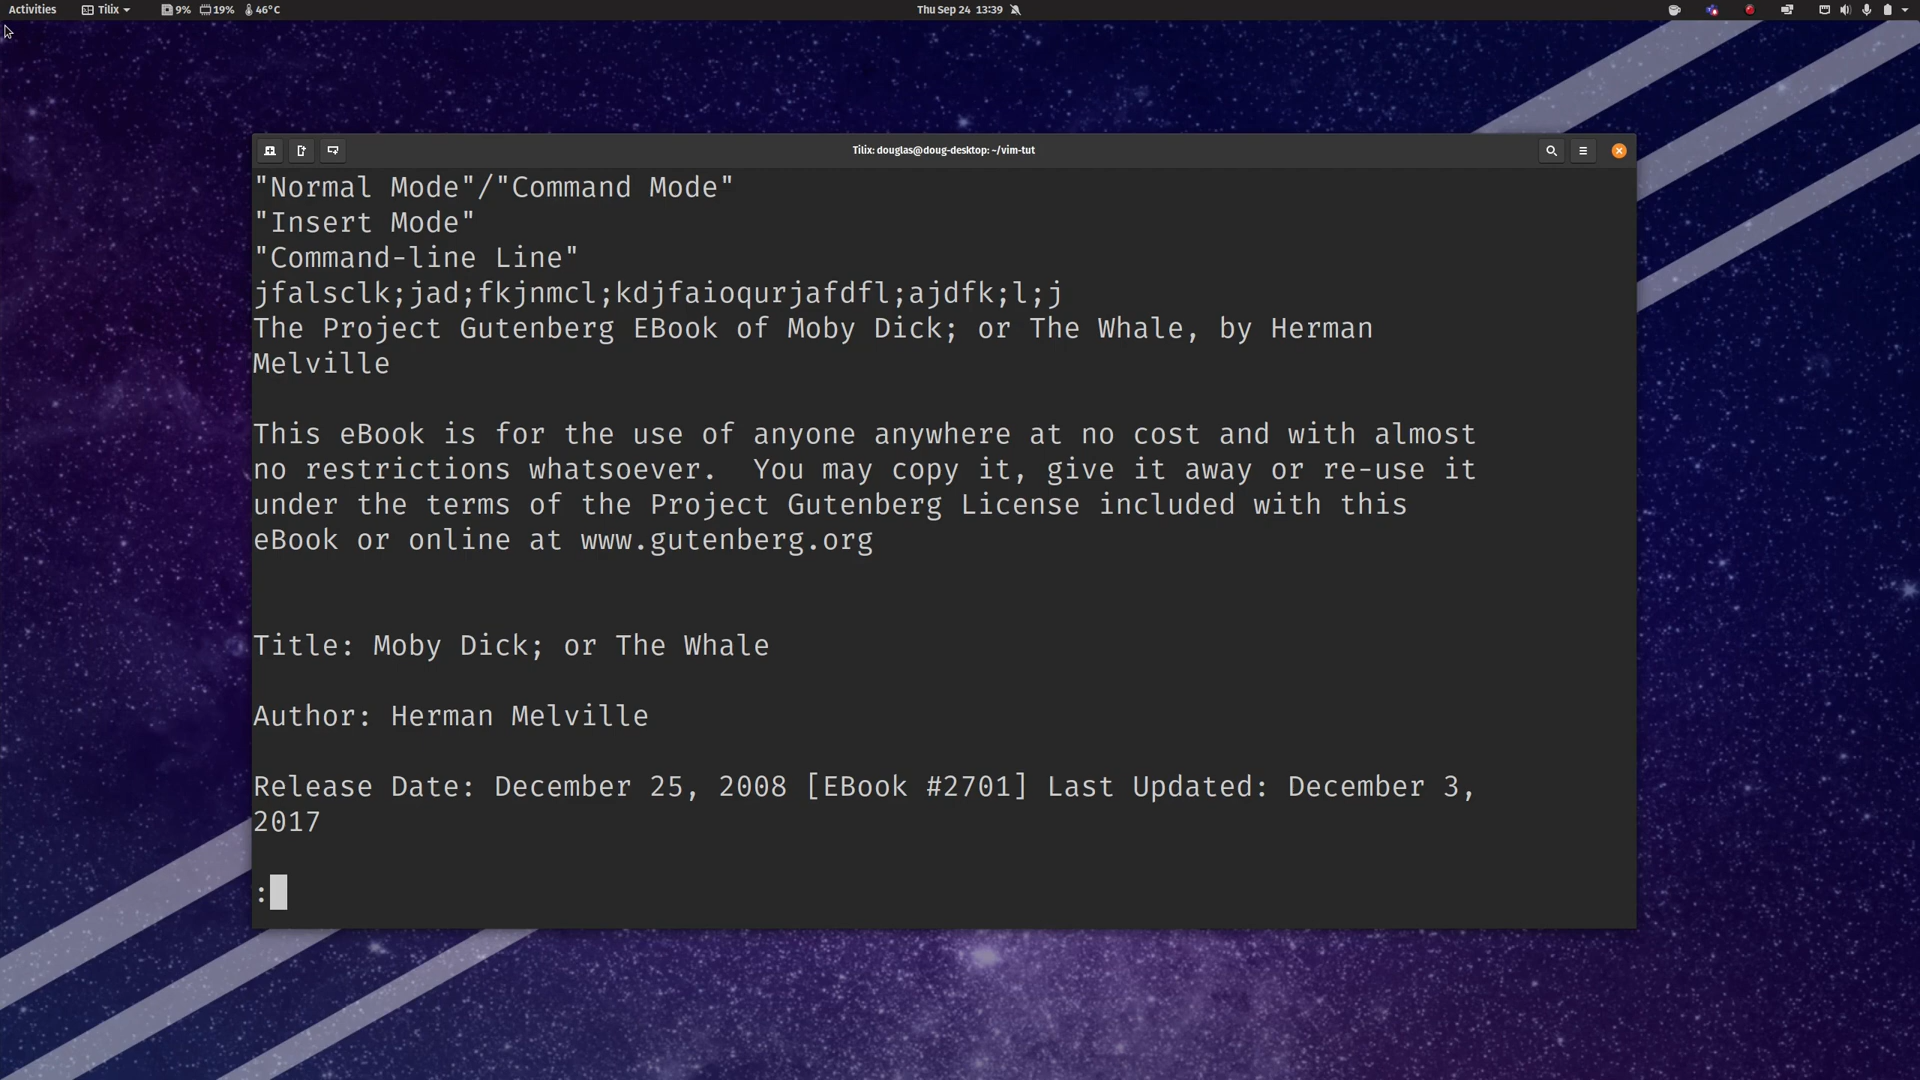 Activities Tilix 9% 19% 46°C Thu Sep 24 13:39
Tilix: douglas@doug-desktop: ~/vim-tut
"Normal Mode"/"Command Mode"
"Insert Mode"
"Command-line Line"
jfalsclk;jad;fkjnmcl;kdjfaioqurjafdfl;ajdfk;l;j
The Project Gutenberg EBook of Moby Dick; or The Whale, by Herman
Melville
This eBook is for the use of anyone anywhere at no cost and with almost
no restrictions whatsoever.  You may copy it, give it away or re-use it
under the terms of the Project Gutenberg License included with this
eBook or online at www.gutenberg.org
Title: Moby Dick; or The Whale
Author: Herman Melville
Release Date: December 25, 2008 [EBook #2701] Last Updated: December 3,
2017
: